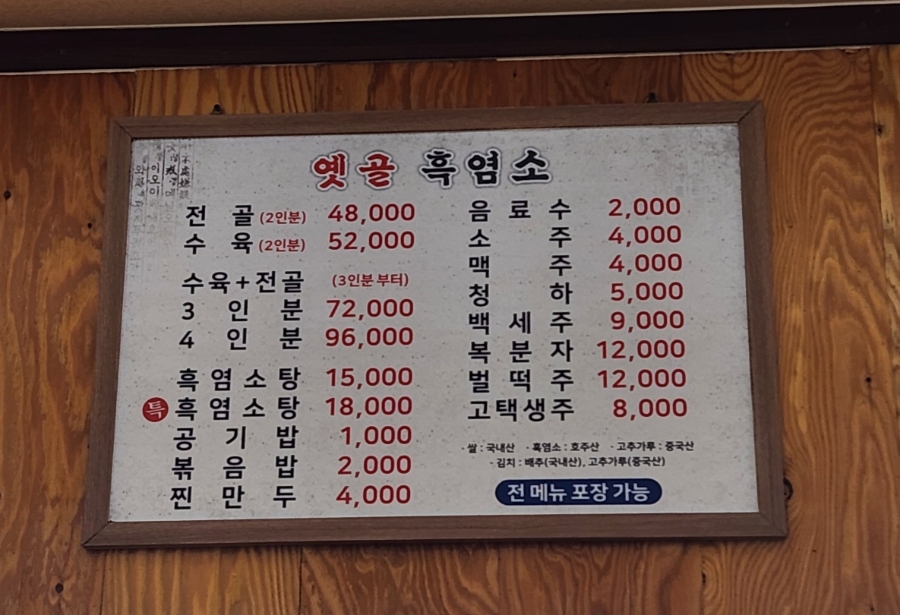 옛골 흑염소
전골(2인분) 48,000
수육(2인분) 52,000
수육+전골 (3인분 부터)
3인분 72,000
4인분 96,000
흑염소탕 15,000
특 흑염소탕 18,000
공기밥 1,000
볶음밥 2,000
찐만두 4,000
음료수 2,000
소주 4,000
맥주 4,000
청하 5,000
백세주 9,000
복분자 12,000
벌떡주 12,000
고택생주 8,000
· 쌀 : 국내산 · 흑염소 : 호주산 · 고추가루 : 중국산
· 김치 : 배추(국내산), 고추가루(중국산)
전 메뉴 포장 가능